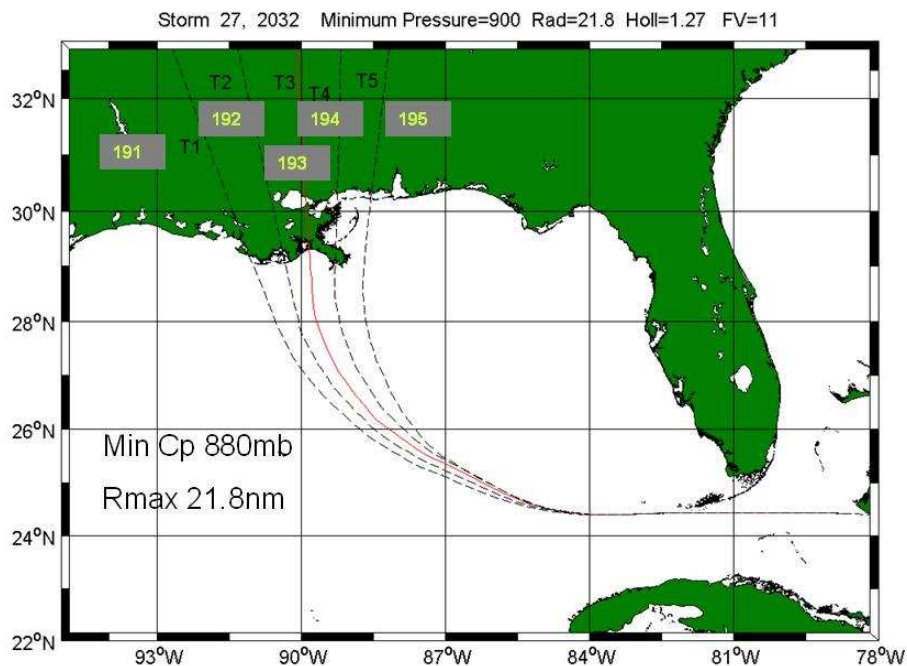 Storm 27, 2032 Minimum Pressure=900 Rad=21.8 Holl=1.27 FV=11
T2 T3 T4 T5
32°N
192 194 195
T1
191 193
30°N
28°N
26°N
Min Cp 880mb
Rmax 21.8nm
24°N
22°N
93°W 90°W 87°W 84°W 81°W 78°W